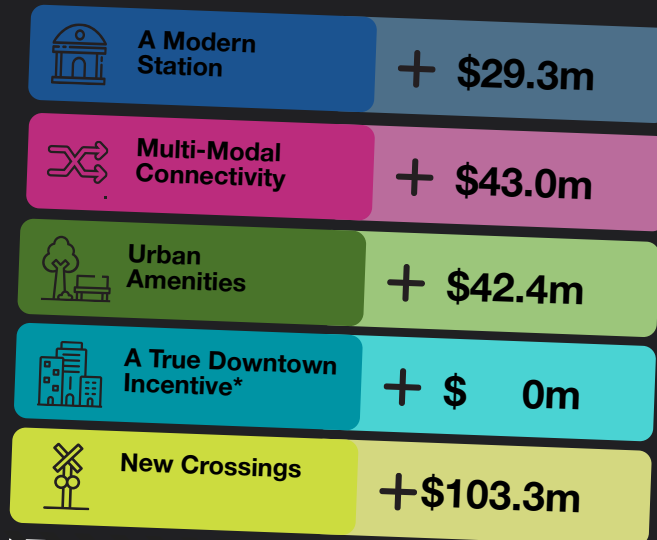 A Modern
Station
+ $29.3m
Multi-Modal
Connectivity
+ $43.0m
Urban
Amenities
+ $42.4m
A True Downtown
Incentive*
+ $ 0m
New Crossings
+$103.3m